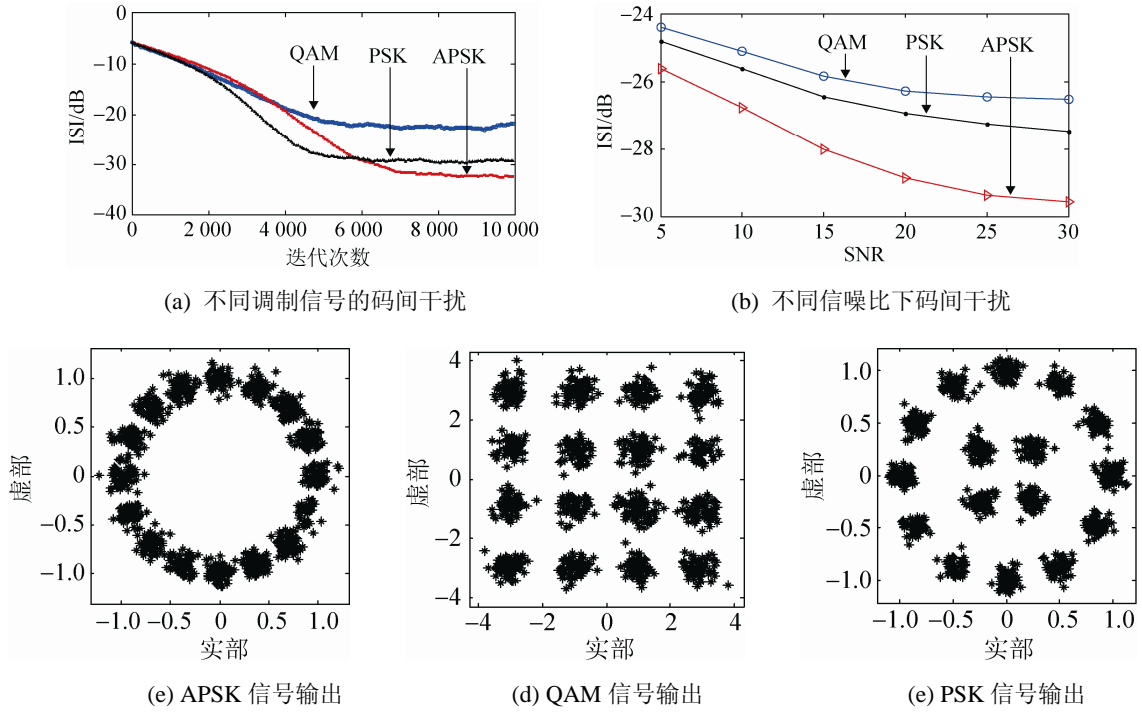 0
−10
−20
−30
−40
ISI/dB
QAM
PSK
APSK
0
2 000
4 000
6 000
8 000
10 000
迭代次数
(a) 不同调制信号的码间干扰
−24
−26
−28
−30
ISI/dB
QAM
PSK
APSK
5
10
15
20
25
30
SNR
(b) 不同信噪比下码间干扰
1.0
0.5
0
−0.5
−1.0
虚部
−1.0
−0.5
0
0.5
1.0
实部
(e) APSK 信号输出
4
2
0
−2
−4
虚部
−4
−2
0
2
4
实部
(d) QAM 信号输出
1.0
0.5
0
−0.5
−1.0
虚部
−1.0
−0.5
0
0.5
1.0
实部
(e) PSK 信号输出